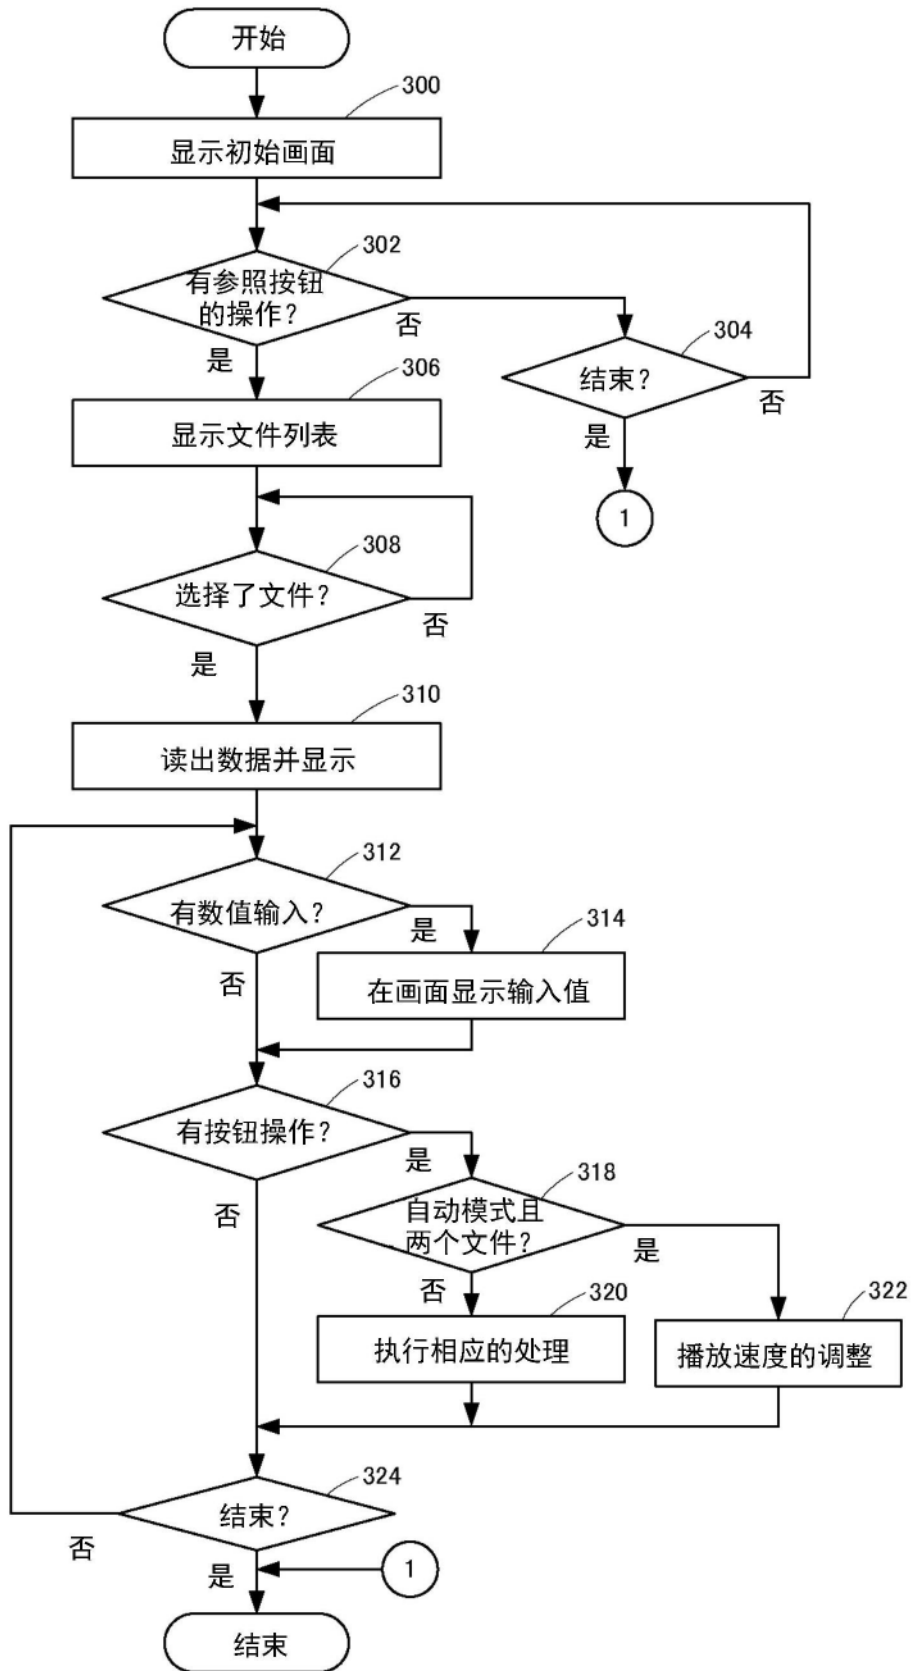 开始
300
显示初始画面
302
有参照按钮
的操作?
否
是
304
结束?
否
是
1
306
显示文件列表
308
选择了文件?
否
是
310
读出数据并显示
312
有数值输入?
是
否
314
在画面显示输入值
316
有按钮操作?
是
否
318
自动模式且
两个文件?
是
否
320
执行相应的处理
322
播放速度的调整
324
结束?
否
是
1
结束